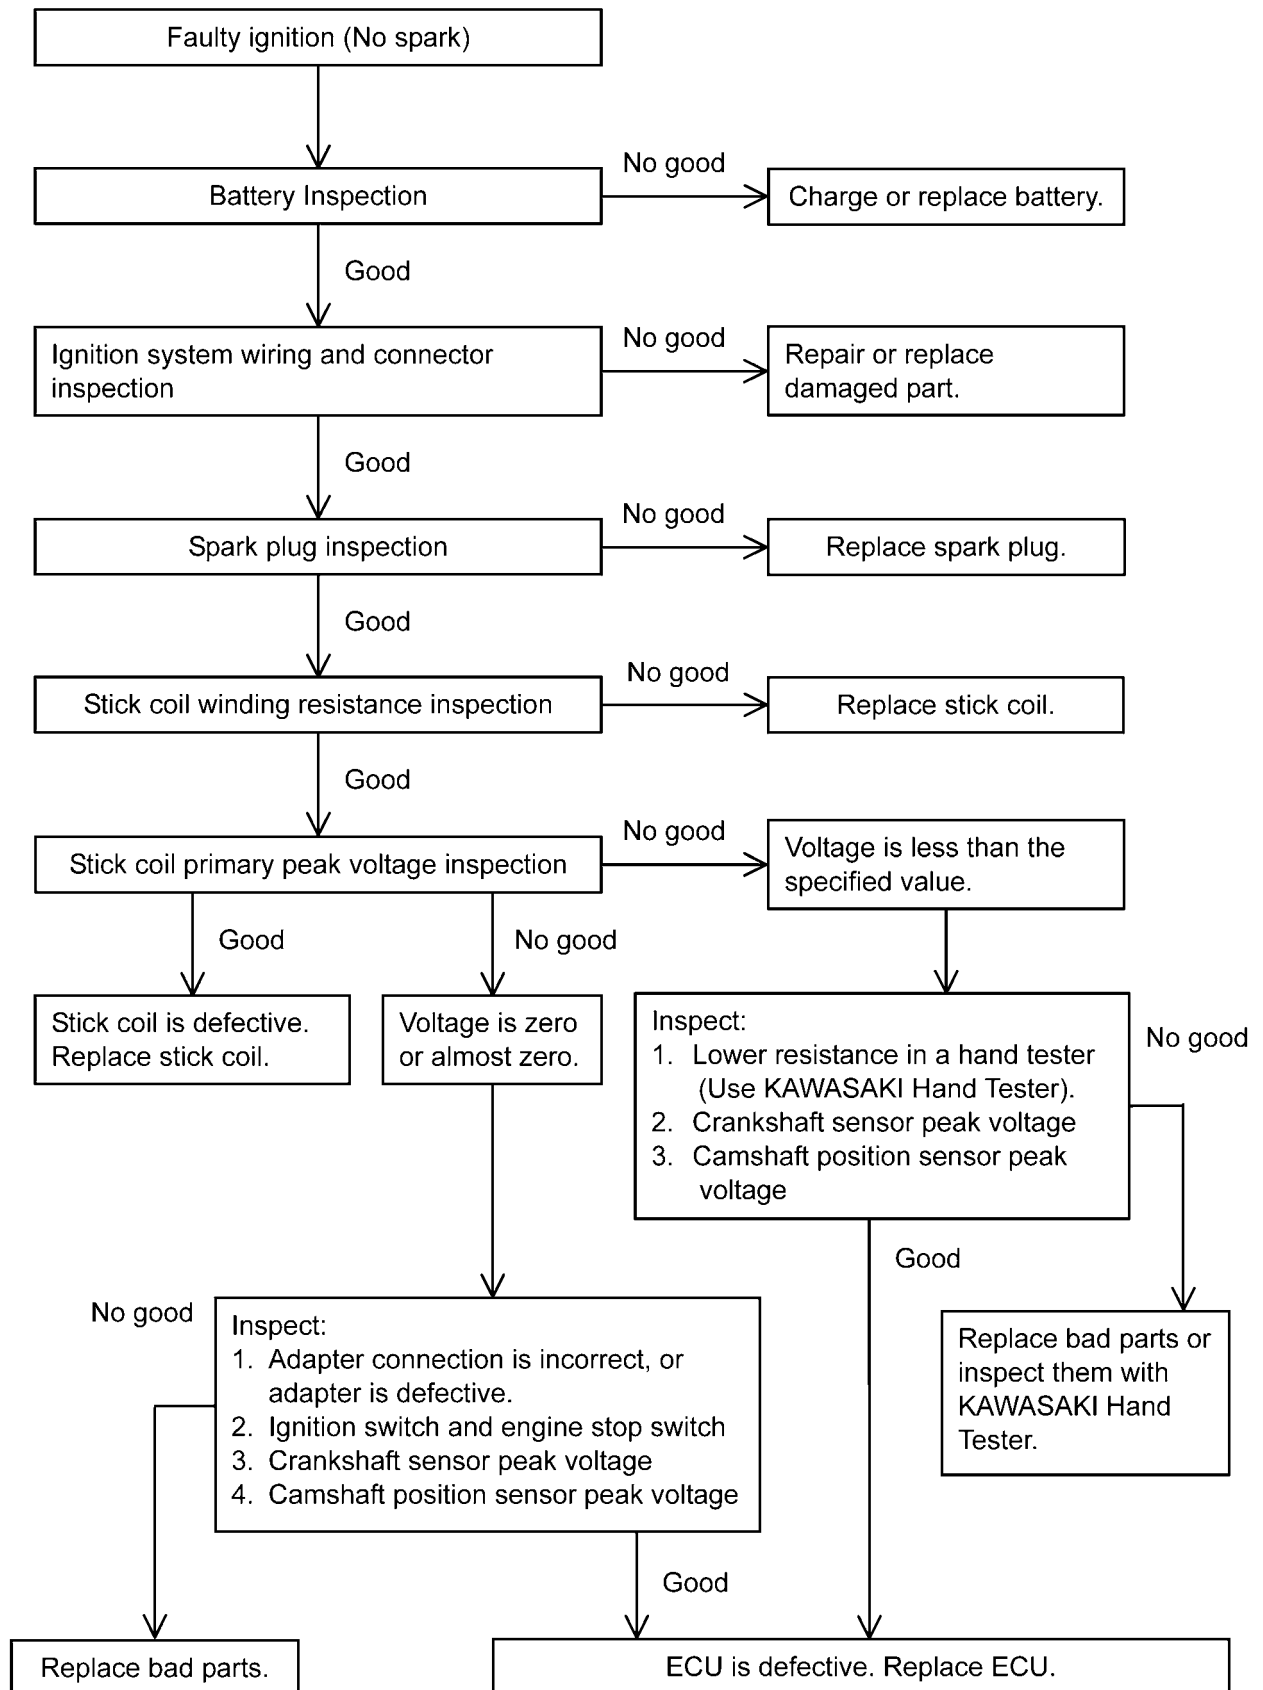 Faulty ignition (No spark)
No good
Battery Inspection
Charge or replace battery.
Good
No good
Ignition system wiring and connector
inspection
Repair or replace
damaged part.
Good
No good
Spark plug inspection
Replace spark plug.
Good
No good
Stick coil winding resistance inspection
Replace stick coil.
Good
No good
Stick coil primary peak voltage inspection
Voltage is less than the
specified value.
Good
No good
Stick coil is defective.
Replace stick coil.
Voltage is zero
or almost zero.
Inspect:
1. Lower resistance in a hand tester
(Use KAWASAKI Hand Tester).
2. Crankshaft sensor peak voltage
3. Camshaft position sensor peak
voltage
No good
Good
No good
Inspect:
1. Adapter connection is incorrect, or
adapter is defective.
2. Ignition switch and engine stop switch
3. Crankshaft sensor peak voltage
4. Camshaft position sensor peak voltage
Replace bad parts or
inspect them with
KAWASAKI Hand
Tester.
Good
Replace bad parts.
ECU is defective. Replace ECU.